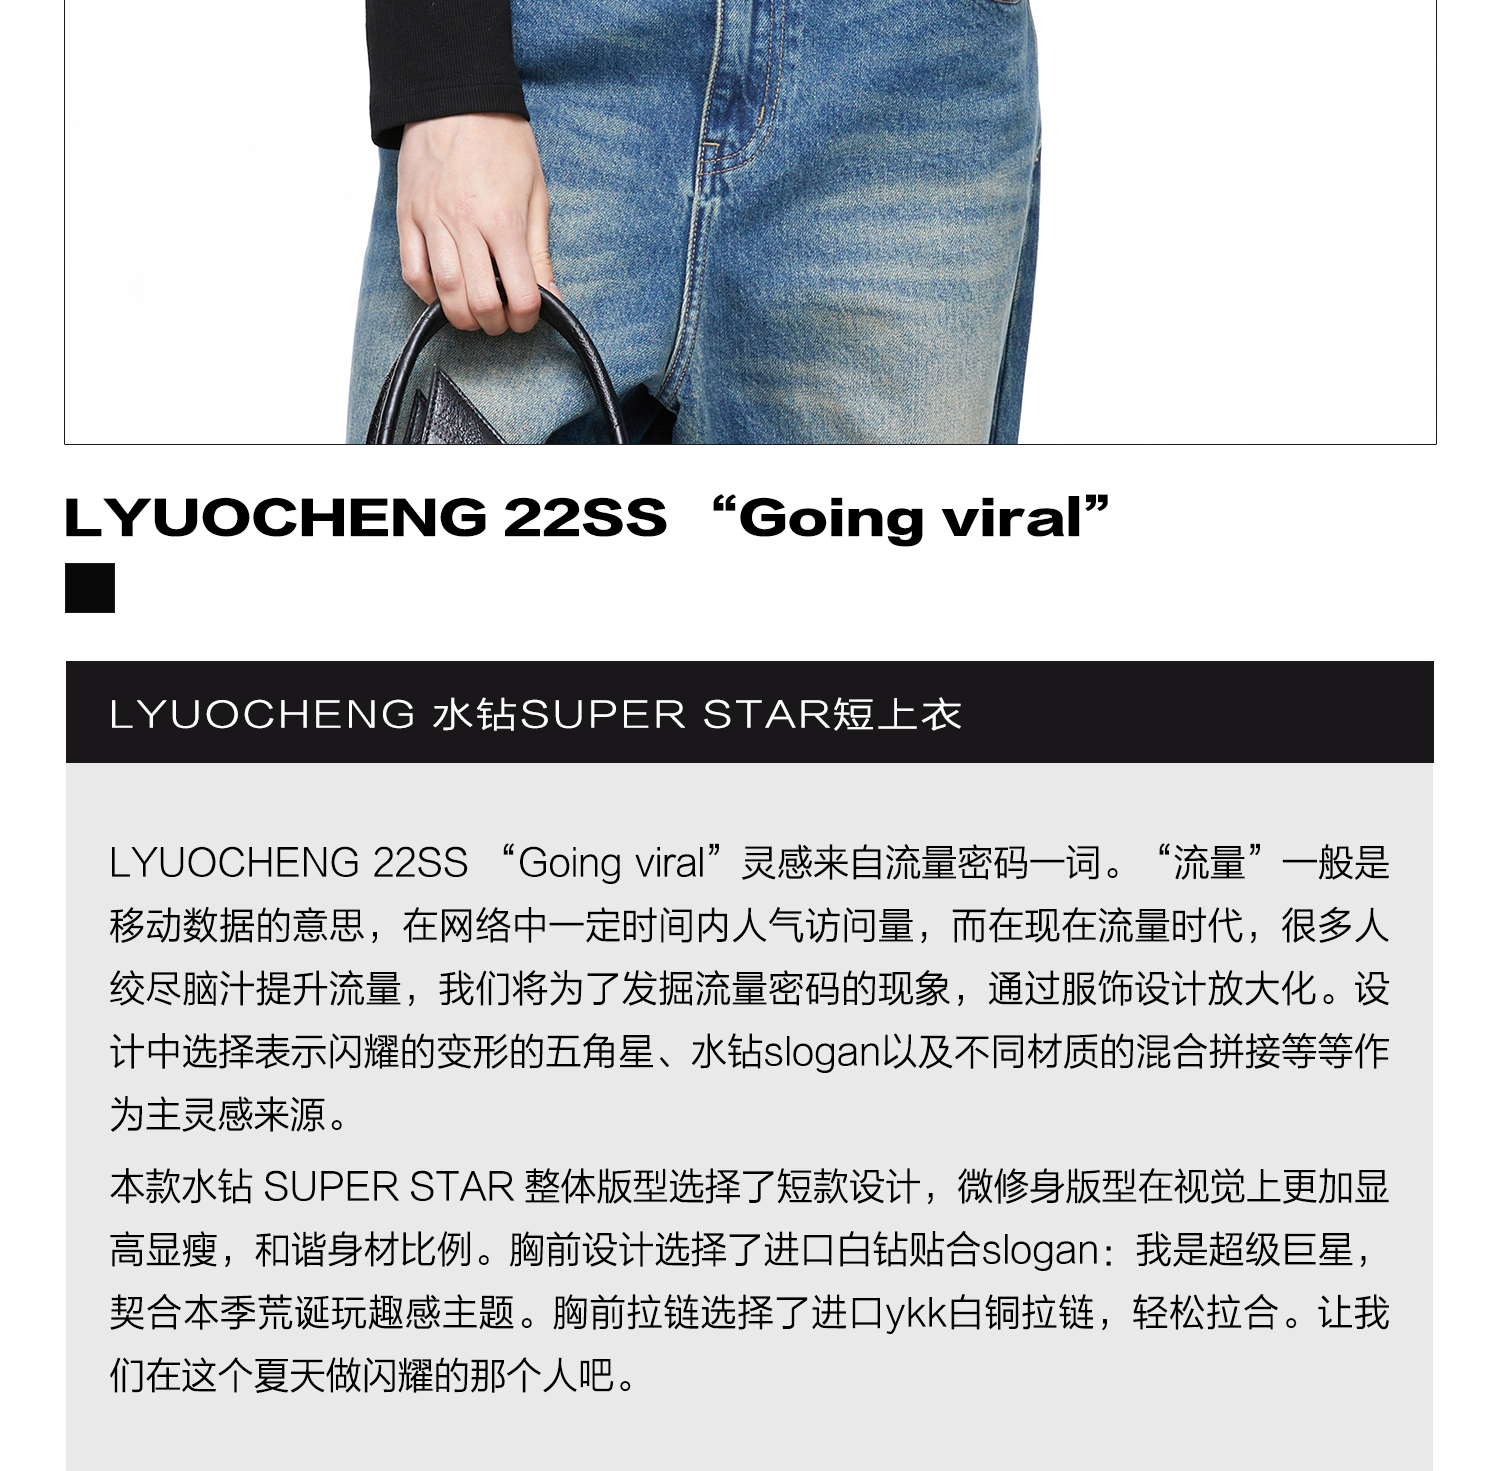 LYUOCHENG 22SS “Going viral”
LYUOCHENG 水钻SUPER STAR短上衣
LYUOCHENG 22SS “Going viral”灵感来自流量密码一词。“流量”一般是
移动数据的意思，在网络中一定时间内人气访问量，而在现在流量时代，很多人
绞尽脑汁提升流量，我们将为了发掘流量密码的现象，通过服饰设计放大化。设
计中选择表示闪耀的变形的五角星、水钻slogan以及不同材质的混合拼接等等作
为主灵感来源。
本款水钻 SUPER STAR 整体版型选择了短款设计，微修身版型在视觉上更加显
高显瘦，和谐身材比例。胸前设计选择了进口白钻贴合slogan：我是超级巨星，
契合本季荒诞玩趣感主题。胸前拉链选择了进口ykk白铜拉链，轻松拉合。让我
们在这个夏天做闪耀的那个人吧。